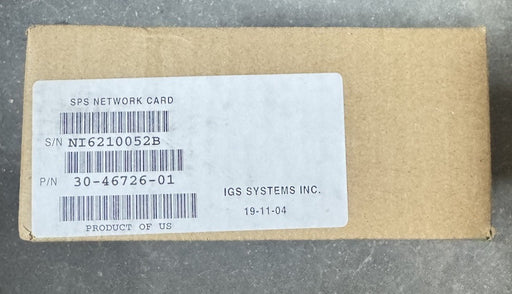 SPS NETWORK CARD
S/N NI6210052B
P/N 30-46726-01
IGS SYSTEMS INC.
19-11-04
PRODUCT OF US